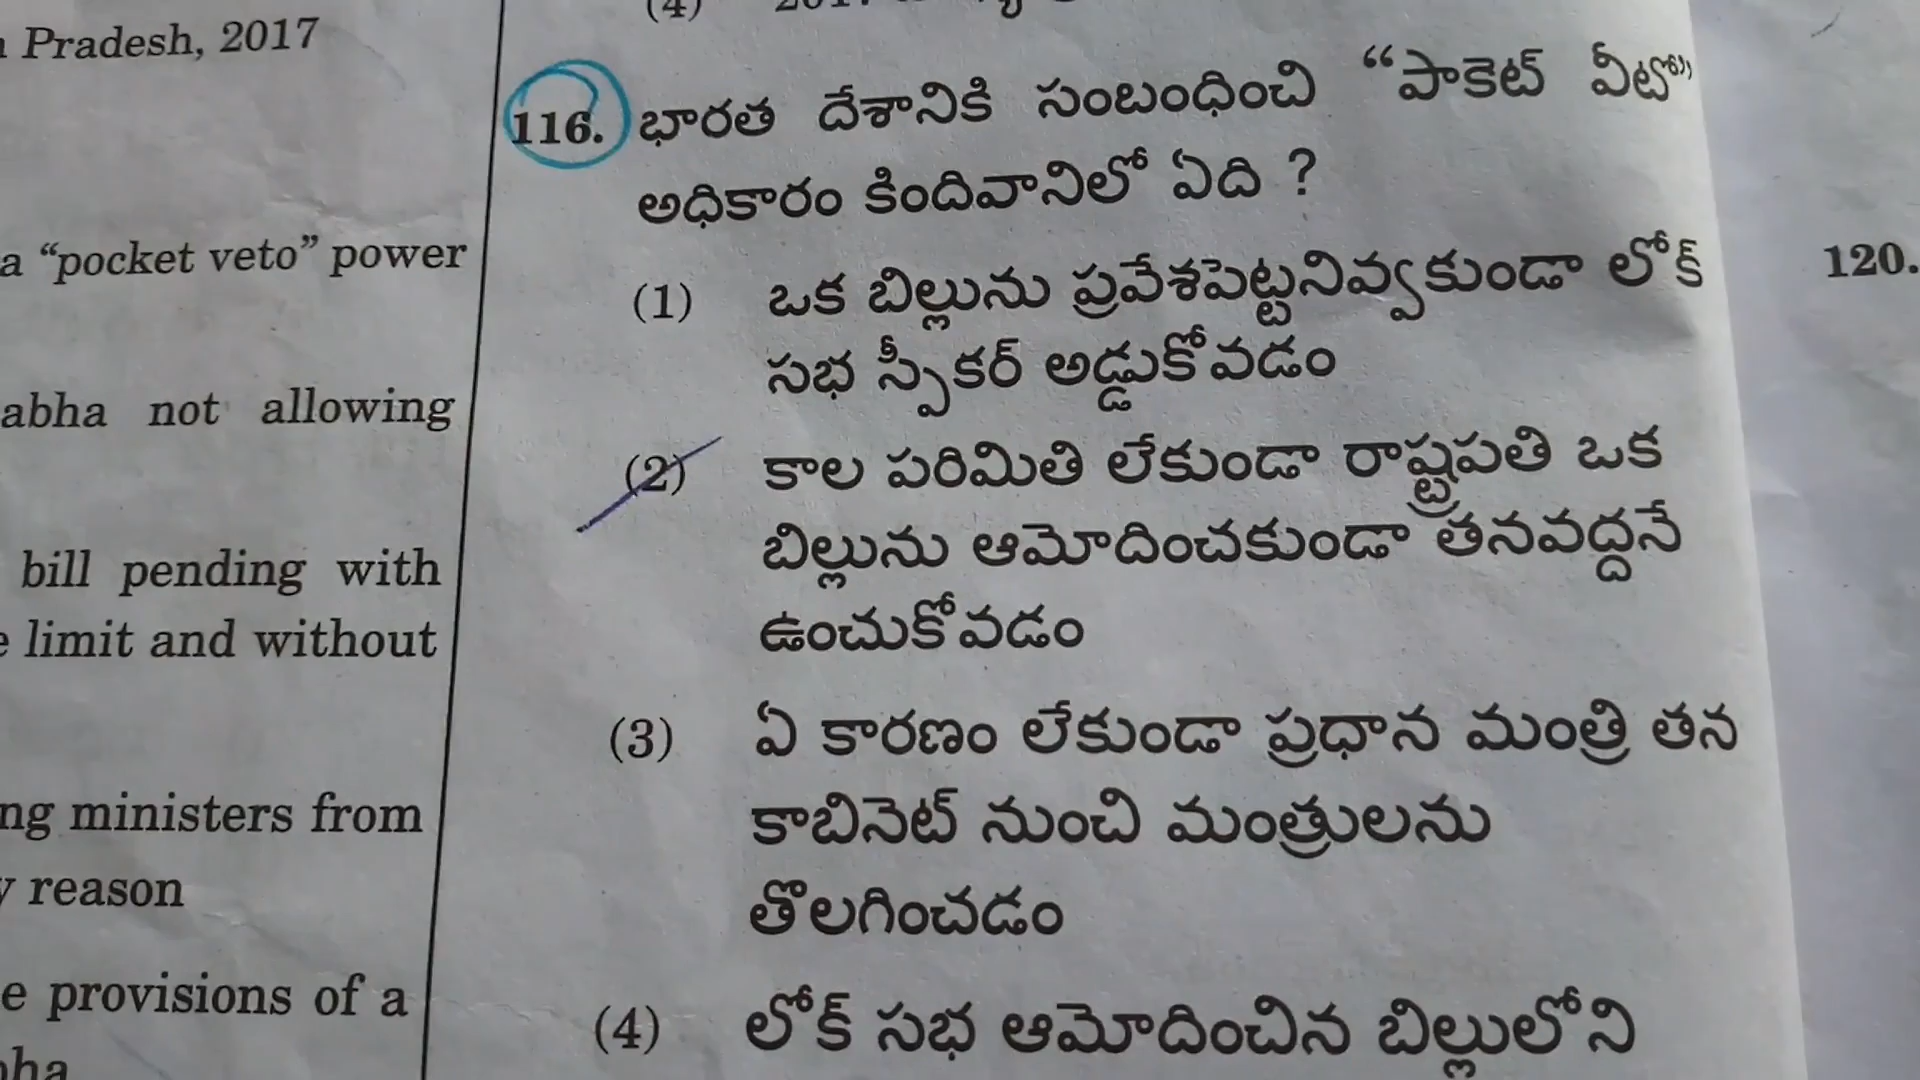 Pradesh, 2017
a “pocket veto” power
abha not allowing
bill pending with
limit and without
ng ministers from
reason
e provisions of a
116. భారత దేశానికి సంబంధించి “పాకెట్ వీటో”
అధికారం కిందివానిలో ఏది ?
(1) ఒక బిల్లును ప్రవేశపెట్టనివ్వకుండా లోక్
సభ స్పీకర్ అడ్డుకోవడం
(2) కాల పరిమితి లేకుండా రాష్ట్రపతి ఒక
బిల్లును ఆమోదించకుండా తనవద్దనే
ఉంచుకోవడం
(3) ఏ కారణం లేకుండా ప్రధాన మంత్రి తన
కాబినెట్ నుంచి మంత్రులను
తొలగించడం
(4) లోక్ సభ ఆమోదించిన బిల్లులోని
120.